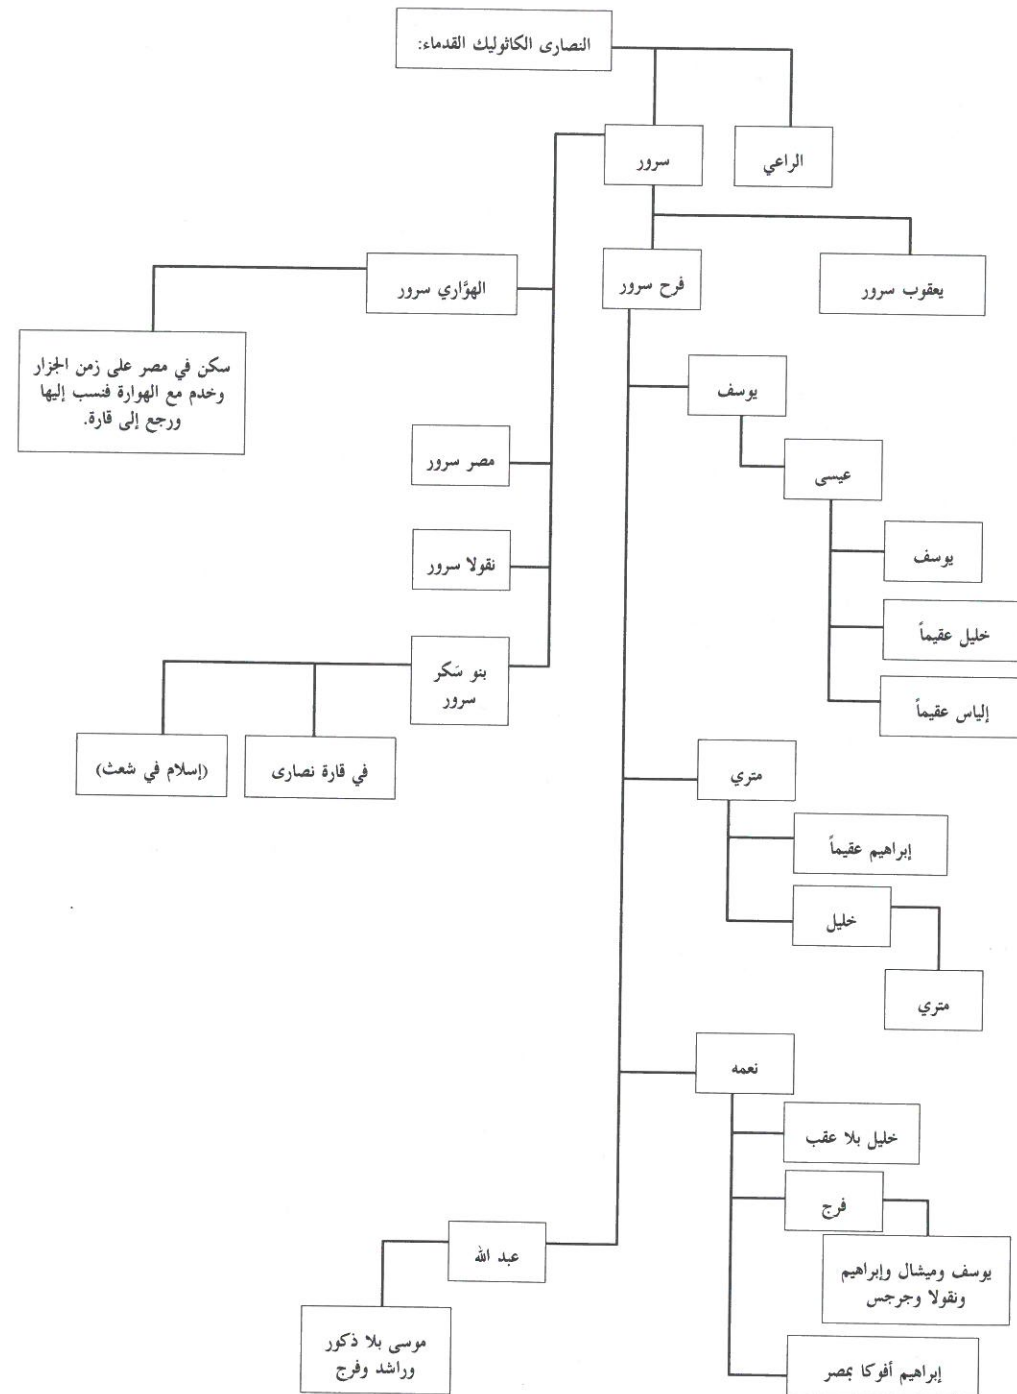 النصارى الكاثوليك القدماء:
الراعي
سرور
يعقوب سرور
فرح سرور
الهوَّاري سرور
سكن في مصر على زمن الجزار
وخدم مع الهوارة فنسب إليها
ورجع إلى قارة.
يوسف
عيسى
يوسف
خليل عقيماً
إلياس عقيماً
مصر سرور
نقولا سرور
بنو سَكر
سرور
في قارة نصارى
(إسلام في شعث)
متري
إبراهيم عقيماً
خليل
متري
نعمه
خليل بلا عقب
فرج
يوسف وميشال وإبراهيم
ونقولا وجرجس
إبراهيم أفوكا بمصر
عبد الله
موسى بلا ذكور
وراشد وفرج